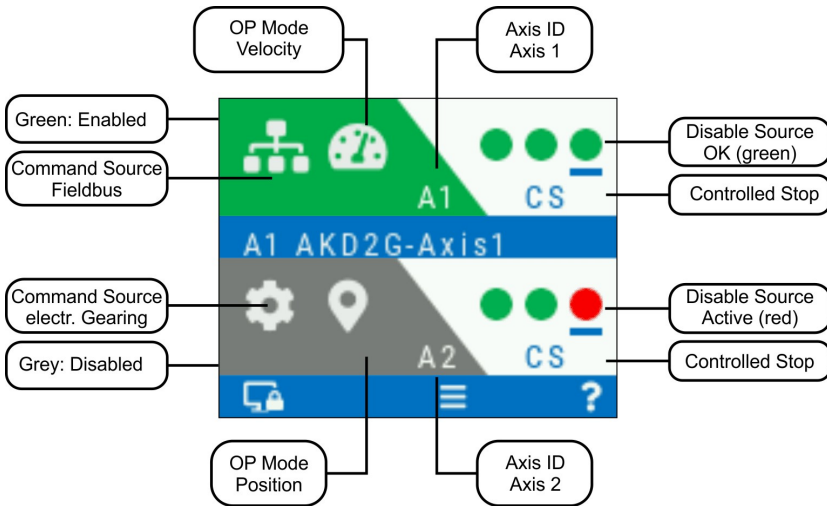 OP Mode
Velocity
Axis ID
Axis 1
Green: Enabled
Disable Source
OK (green)
Command Source
Fieldbus
A1
CS
Controlled Stop
A1 AKD2G-Axis1
Command Source
electr. Gearing
Disable Source
Active (red)
Grey: Disabled
A2
CS
Controlled Stop
?
OP Mode
Position
Axis ID
Axis 2